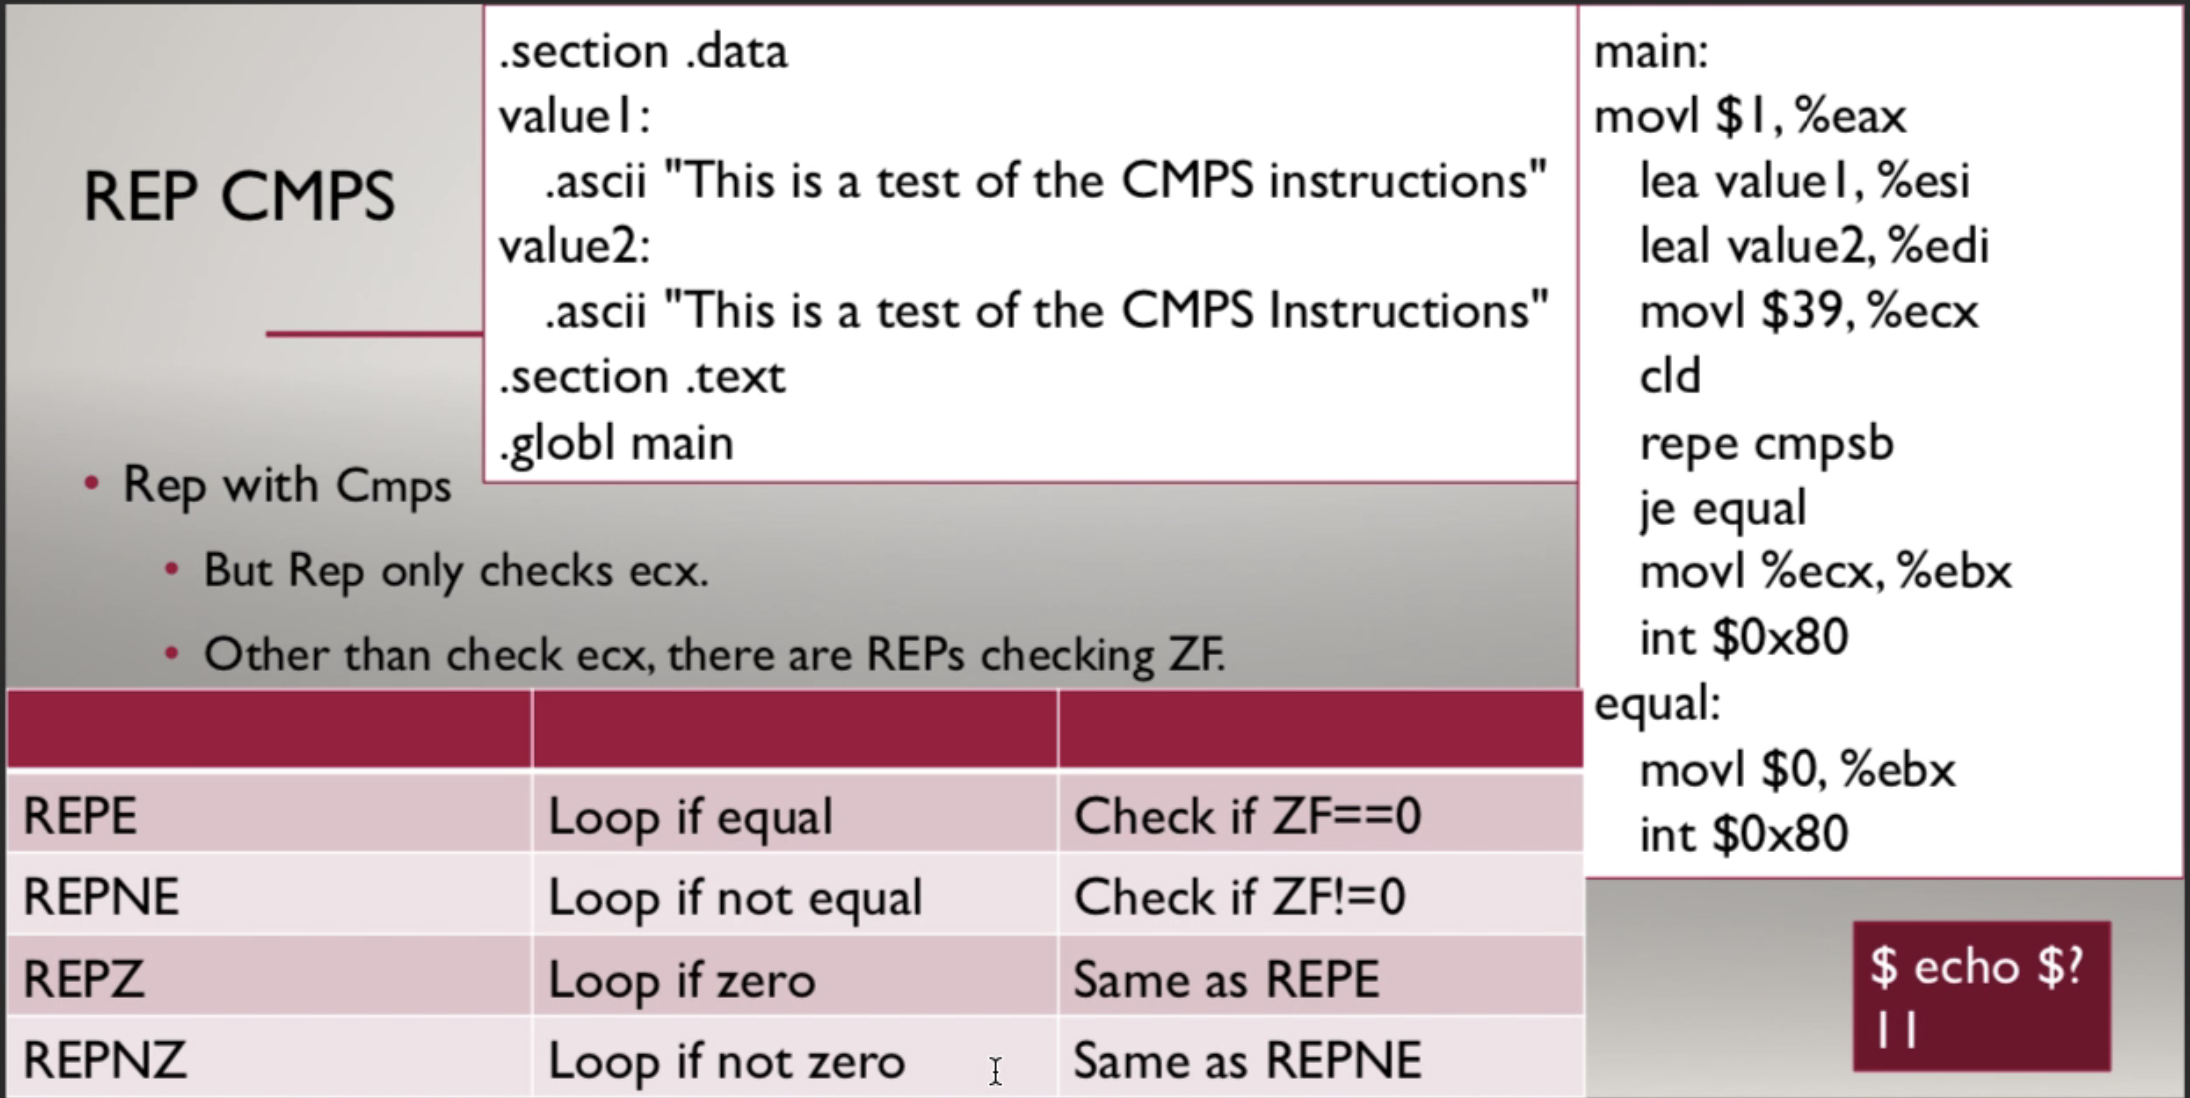 REP CMPS
.section .data
value1:
.ascii "This is a test of the CMPS instructions"
value2:
.ascii "This is a test of the CMPS Instructions"
.section .text
.globl main
main:
movl $1, %eax
lea value1, %esi
leal value2, %edi
movl $39, %ecx
cld
repe cmpsb
je equal
movl %ecx, %ebx
int $0x80
equal:
movl $0, %ebx
int $0x80
• Rep with Cmps
• But Rep only checks ecx.
• Other than check ecx, there are REPs checking ZF.
REPE Loop if equal Check if ZF==0
REPNE Loop if not equal Check if ZF!=0
REPZ Loop if zero Same as REPE
REPNZ Loop if not zero Same as REPNE
$ echo $?
11